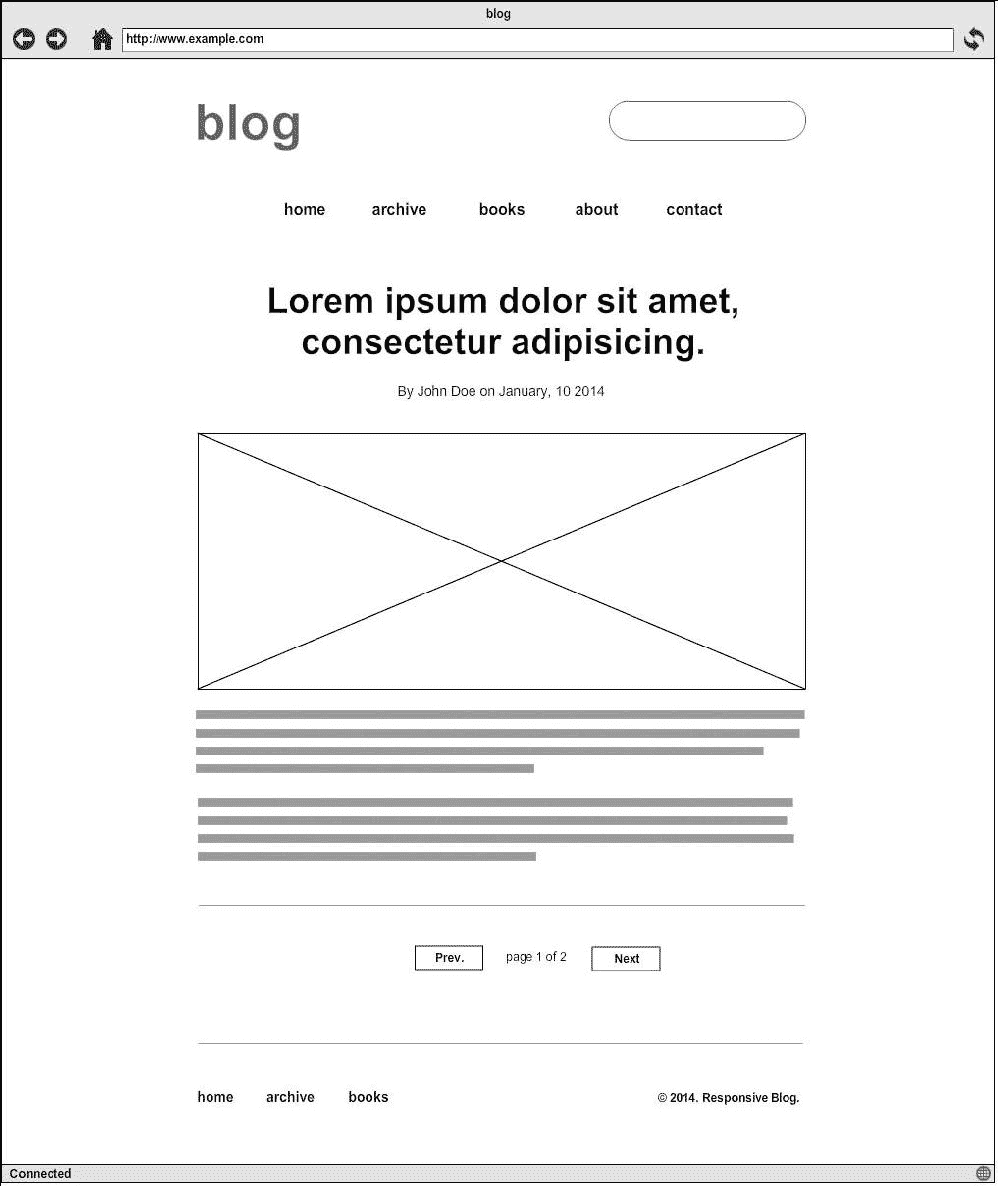 blog
http://www.example.com
blog
home archive books about contact
Lorem ipsum dolor sit amet,
consectetur adipisicing.
By John Doe on January, 10 2014
Prev. page 1 of 2 Next
home archive books © 2014. Responsive Blog.
Connected